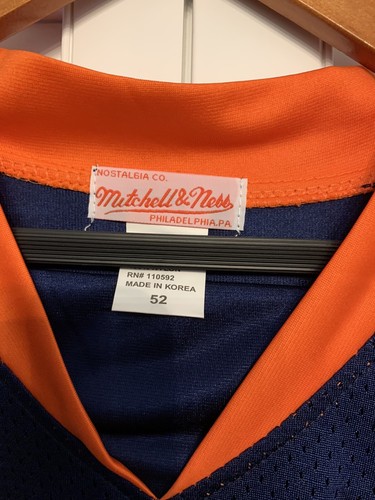 NOSTALGIA CO.
Mitchell & Ness
PHILADELPHIA, PA.
RN# 110592
MADE IN KOREA
52